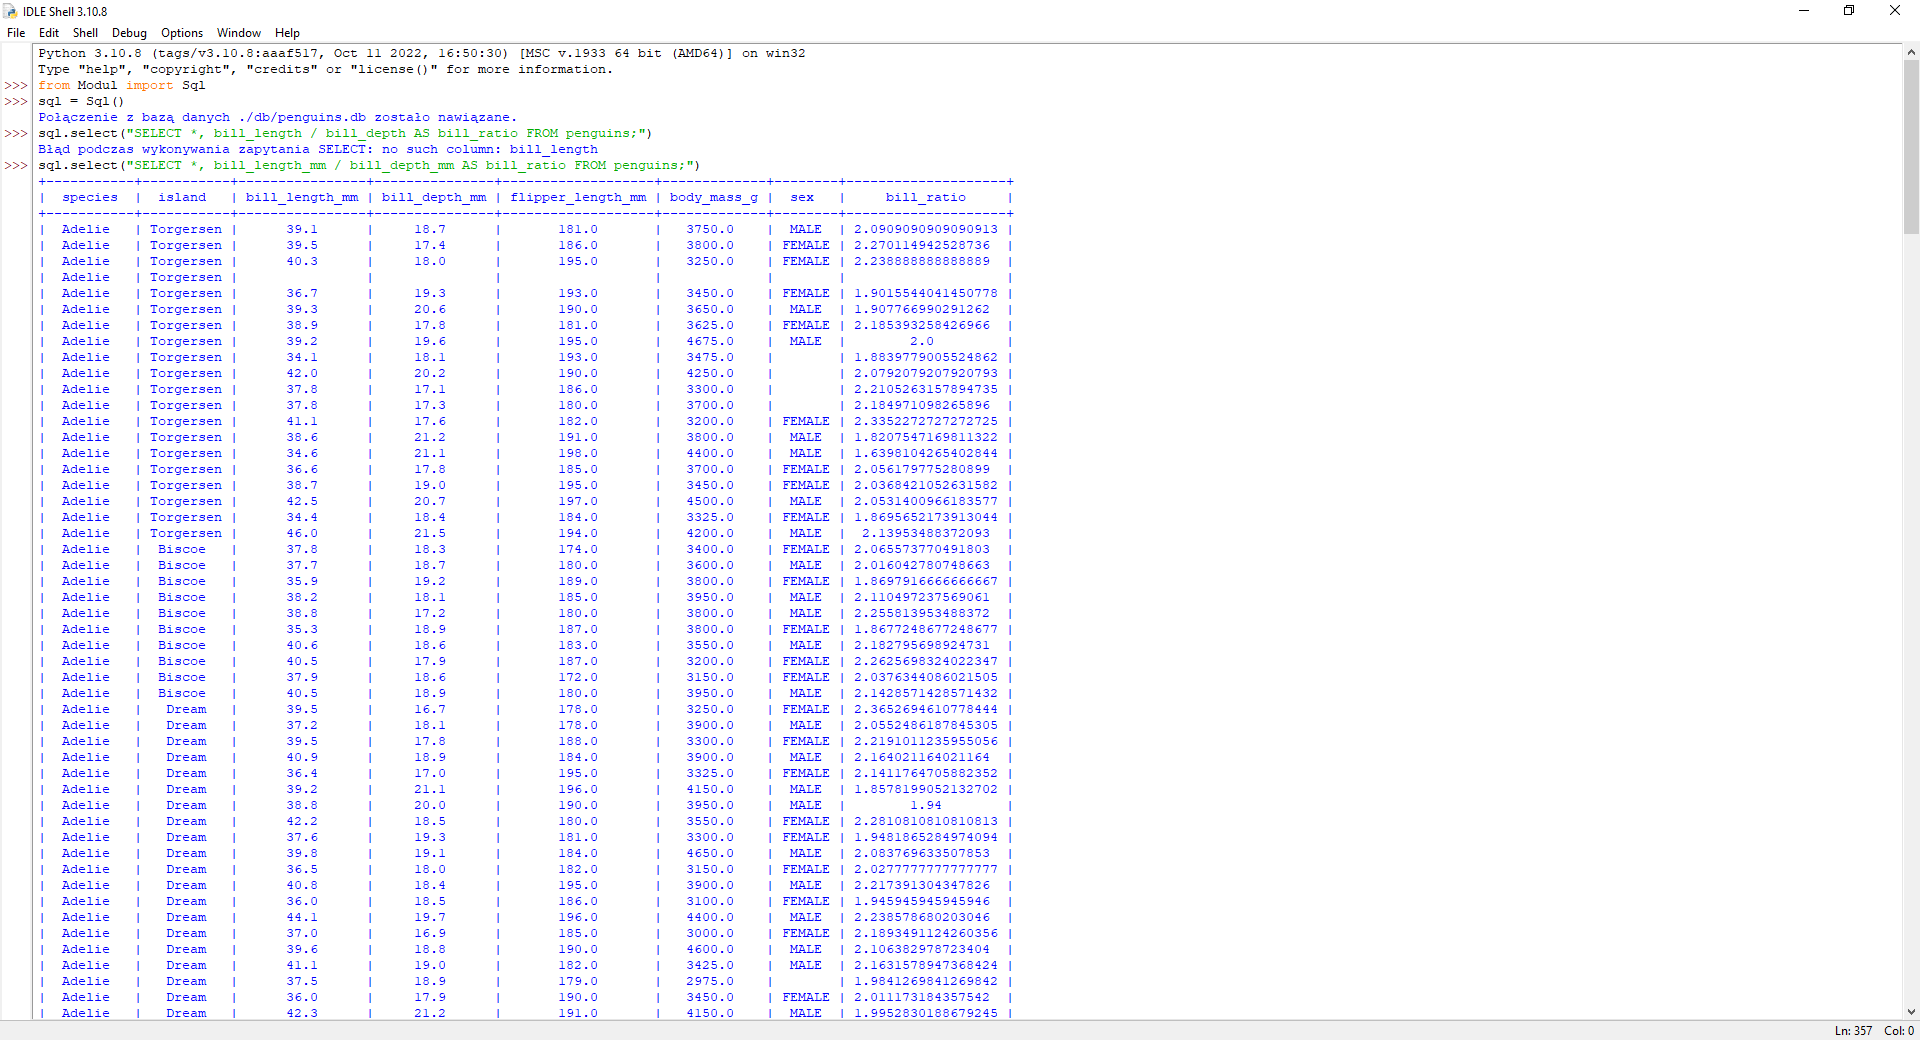 IDLE Shell 3.10.8
File Edit Shell Debug Options Window Help
Python 3.10.8 (tags/v3.10.8:aaaf517, Oct 11 2022, 16:50:30) [MSC v.1933 64 bit (AMD64)] on win32
Type "help", "copyright", "credits" or "license()" for more information.
>>> from Modul import Sql
>>> sql = Sql()
Połączenie z bazą danych ./db/penguins.db zostało nawiązane.
>>> sql.select("SELECT *, bill_length / bill_depth AS bill_ratio FROM penguins;")
Błąd podczas wykonywania zapytania SELECT: no such column: bill_length
>>> sql.select("SELECT *, bill_length_mm / bill_depth_mm AS bill_ratio FROM penguins;")
+-----------+-----------+----------------+---------------+-------------------+-------------+--------+--------------------+
| species | island | bill_length_mm | bill_depth_mm | flipper_length_mm | body_mass_g | sex | bill_ratio |
+-----------+-----------+----------------+---------------+-------------------+-------------+--------+--------------------+
| Adelie | Torgersen | 39.1 | 18.7 | 181.0 | 3750.0 | MALE | 2.0909090909090913 |
| Adelie | Torgersen | 39.5 | 17.4 | 186.0 | 3800.0 | FEMALE | 2.270114942528736 |
| Adelie | Torgersen | 40.3 | 18.0 | 195.0 | 3250.0 | FEMALE | 2.238888888888889 |
| Adelie | Torgersen | | | | | | |
| Adelie | Torgersen | 36.7 | 19.3 | 193.0 | 3450.0 | FEMALE | 1.9015544041450778 |
| Adelie | Torgersen | 39.3 | 20.6 | 190.0 | 3650.0 | MALE | 1.907766990291262 |
| Adelie | Torgersen | 38.9 | 17.8 | 181.0 | 3625.0 | FEMALE | 2.185393258426966 |
| Adelie | Torgersen | 39.2 | 19.6 | 195.0 | 4675.0 | MALE | 2.0 |
| Adelie | Torgersen | 34.1 | 18.1 | 193.0 | 3475.0 | | 1.8839779005524862 |
| Adelie | Torgersen | 42.0 | 20.2 | 190.0 | 4250.0 | | 2.0792079207920793 |
| Adelie | Torgersen | 37.8 | 17.1 | 186.0 | 3300.0 | | 2.2105263157894735 |
| Adelie | Torgersen | 37.8 | 17.3 | 180.0 | 3700.0 | | 2.184971098265896 |
| Adelie | Torgersen | 41.1 | 17.6 | 182.0 | 3200.0 | FEMALE | 2.3352272727272725 |
| Adelie | Torgersen | 38.6 | 21.2 | 191.0 | 3800.0 | MALE | 1.8207547169811322 |
| Adelie | Torgersen | 34.6 | 21.1 | 198.0 | 4400.0 | MALE | 1.6398104265402844 |
| Adelie | Torgersen | 36.6 | 17.8 | 185.0 | 3700.0 | FEMALE | 2.056179775280899 |
| Adelie | Torgersen | 38.7 | 19.0 | 195.0 | 3450.0 | FEMALE | 2.0368421052631582 |
| Adelie | Torgersen | 42.5 | 20.7 | 197.0 | 4500.0 | MALE | 2.0531400966183577 |
| Adelie | Torgersen | 34.4 | 18.4 | 184.0 | 3325.0 | FEMALE | 1.8695652173913044 |
| Adelie | Torgersen | 46.0 | 21.5 | 194.0 | 4200.0 | MALE | 2.13953488372093 |
| Adelie | Biscoe | 37.8 | 18.3 | 174.0 | 3400.0 | FEMALE | 2.065573770491803 |
| Adelie | Biscoe | 37.7 | 18.7 | 180.0 | 3600.0 | MALE | 2.016042780748663 |
| Adelie | Biscoe | 35.9 | 19.2 | 189.0 | 3800.0 | FEMALE | 1.8697916666666667 |
| Adelie | Biscoe | 38.2 | 18.1 | 185.0 | 3950.0 | MALE | 2.110497237569061 |
| Adelie | Biscoe | 38.8 | 17.2 | 180.0 | 3800.0 | MALE | 2.255813953488372 |
| Adelie | Biscoe | 35.3 | 18.9 | 187.0 | 3800.0 | FEMALE | 1.8677248677248677 |
| Adelie | Biscoe | 40.6 | 18.6 | 183.0 | 3550.0 | MALE | 2.182795698924731 |
| Adelie | Biscoe | 40.5 | 17.9 | 187.0 | 3200.0 | FEMALE | 2.2625698324022347 |
| Adelie | Biscoe | 37.9 | 18.6 | 172.0 | 3150.0 | FEMALE | 2.0376344086021505 |
| Adelie | Biscoe | 40.5 | 18.9 | 180.0 | 3950.0 | MALE | 2.1428571428571432 |
| Adelie | Dream | 39.5 | 16.7 | 178.0 | 3250.0 | FEMALE | 2.3652694610778444 |
| Adelie | Dream | 37.2 | 18.1 | 178.0 | 3900.0 | MALE | 2.0552486187845305 |
| Adelie | Dream | 39.5 | 17.8 | 188.0 | 3300.0 | FEMALE | 2.2191011235955056 |
| Adelie | Dream | 40.9 | 18.9 | 184.0 | 3900.0 | MALE | 2.164021164021164 |
| Adelie | Dream | 36.4 | 17.0 | 195.0 | 3325.0 | FEMALE | 2.1411764705882352 |
| Adelie | Dream | 39.2 | 21.1 | 196.0 | 4150.0 | MALE | 1.8578199052132702 |
| Adelie | Dream | 38.8 | 20.0 | 190.0 | 3950.0 | MALE | 1.94 |
| Adelie | Dream | 42.2 | 18.5 | 180.0 | 3550.0 | FEMALE | 2.2810810810810813 |
| Adelie | Dream | 37.6 | 19.3 | 181.0 | 3300.0 | FEMALE | 1.9481865284974094 |
| Adelie | Dream | 39.8 | 19.1 | 184.0 | 4650.0 | MALE | 2.083769633507853 |
| Adelie | Dream | 36.5 | 18.0 | 182.0 | 3150.0 | FEMALE | 2.0277777777777777 |
| Adelie | Dream | 40.8 | 18.4 | 195.0 | 3900.0 | MALE | 2.217391304347826 |
| Adelie | Dream | 36.0 | 18.5 | 186.0 | 3100.0 | FEMALE | 1.945945945945946 |
| Adelie | Dream | 44.1 | 19.7 | 196.0 | 4400.0 | MALE | 2.238578680203046 |
| Adelie | Dream | 37.0 | 16.9 | 185.0 | 3000.0 | FEMALE | 2.1893491124260356 |
| Adelie | Dream | 39.6 | 18.8 | 190.0 | 4600.0 | MALE | 2.106382978723404 |
| Adelie | Dream | 41.1 | 19.0 | 182.0 | 3425.0 | MALE | 2.1631578947368424 |
| Adelie | Dream | 37.5 | 18.9 | 179.0 | 2975.0 | | 1.9841269841269842 |
| Adelie | Dream | 36.0 | 17.9 | 190.0 | 3450.0 | FEMALE | 2.011173184357542 |
| Adelie | Dream | 42.3 | 21.2 | 191.0 | 4150.0 | MALE | 1.9952830188679245 |
Ln: 357 Col: 0